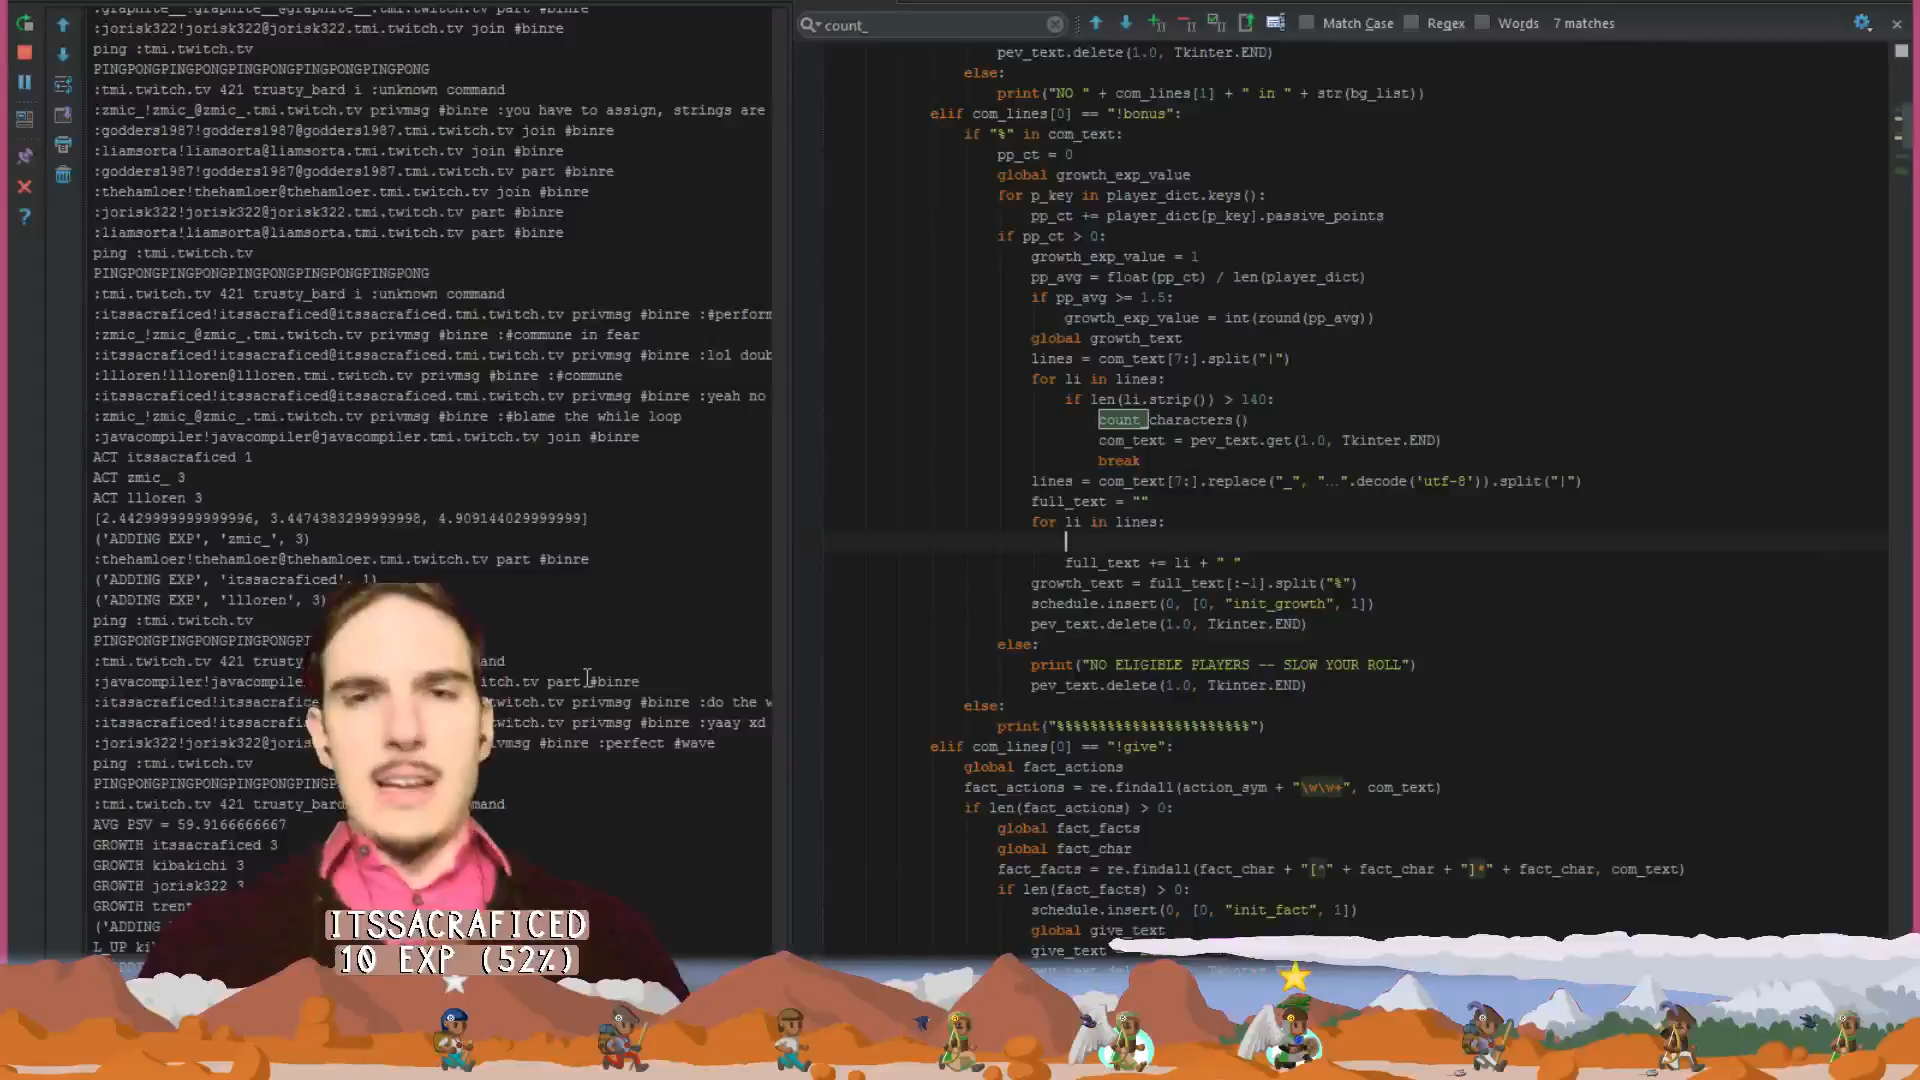 :jorisk322!jorisk322@jorisk322.tmi.twitch.tv join #binre
ping :tmi.twitch.tv
PINGPONGPINGPONGPINGPONGPINGPONGPINGPONG
:tmi.twitch.tv 421 trusty_bard i :unknown command
:zmic_!zmic_@zmic_.tmi.twitch.tv privmsg #binre :you have to assign, strings are
:godders1987!godders1987@godders1987.tmi.twitch.tv join #binre
:liamsorta!liamsorta@liamsorta.tmi.twitch.tv join #binre
:godders1987!godders1987@godders1987.tmi.twitch.tv part #binre
:thehamloer!thehamloer@thehamloer.tmi.twitch.tv join #binre
:jorisk322!jorisk322@jorisk322.tmi.twitch.tv part #binre
:liamsorta!liamsorta@liamsorta.tmi.twitch.tv part #binre
ping :tmi.twitch.tv
PINGPONGPINGPONGPINGPONGPINGPONGPINGPONG
:tmi.twitch.tv 421 trusty_bard i :unknown command
:itssacraficed!itssacraficed@itssacraficed.tmi.twitch.tv privmsg #binre :#perform
:zmic_!zmic_@zmic_.tmi.twitch.tv privmsg #binre :#commune in fear
:itssacraficed!itssacraficed@itssacraficed.tmi.twitch.tv privmsg #binre :lol doub
:llloren!llloren@llloren.tmi.twitch.tv privmsg #binre :#commune
:itssacraficed!itssacraficed@itssacraficed.tmi.twitch.tv privmsg #binre :yeah no
:zmic_!zmic_@zmic_.tmi.twitch.tv privmsg #binre :#blame the while loop
:javacompiler!javacompiler@javacompiler.tmi.twitch.tv join #binre
ACT itssacraficed 1
ACT zmic_ 3
ACT llloren 3
[2.4429999999999996, 3.4474383299999998, 4.909144029999999]
('ADDING EXP', 'zmic_', 3)
:thehamloer!thehamloer@thehamloer.tmi.twitch.tv part #binre
('ADDING EXP', 'itssacraficed', 1)
('ADDING EXP', 'llloren', 3)
ping :tmi.twitch.tv
PINGPONGPINGPONGPINGPONGPI
:tmi.twitch.tv 421 trusty_ and
:javacompiler!javacompile itch.tv part #binre
:itssacraficed!itssacrafice witch.tv privmsg #binre :do the w
:itssacraficed!itssacrafi witch.tv privmsg #binre :yaay xd
:jorisk322!jorisk322@joris ivmsg #binre :perfect #wave
ping :tmi.twitch.tv
PINGPONGPINGPONGPINGPONGPINGP
:tmi.twitch.tv 421 trusty_bard mmand
AVG PSV = 59.9166666667
GROWTH itssacraficed 3
GROWTH kibakichi 3
GROWTH jorisk322 3
GROWTH trent
('ADDING
L_UP ki
ITSSACRAFICED
10 EXP (52%)
count_ Match Case Regex Words 7 matches
pev_text.delete(1.0, Tkinter.END)
else:
print("NO " + com_lines[1] + " in " + str(bg_list))
elif com_lines[0] == "!bonus":
if "%" in com_text:
pp_ct = 0
global growth_exp_value
for p_key in player_dict.keys():
pp_ct += player_dict[p_key].passive_points
if pp_ct > 0:
growth_exp_value = 1
pp_avg = float(pp_ct) / len(player_dict)
if pp_avg >= 1.5:
growth_exp_value = int(round(pp_avg))
global growth_text
lines = com_text[7:].split("|")
for li in lines:
if len(li.strip()) > 140:
count_characters()
com_text = pev_text.get(1.0, Tkinter.END)
break
lines = com_text[7:].replace("_", "…".decode('utf-8')).split("|")
full_text = ""
for li in lines:
full_text += li + " "
growth_text = full_text[:-1].split("%")
schedule.insert(0, [0, "init_growth", 1])
pev_text.delete(1.0, Tkinter.END)
else:
print("NO ELIGIBLE PLAYERS -- SLOW YOUR ROLL")
pev_text.delete(1.0, Tkinter.END)
else:
print("%%%%%%%%%%%%%%%%%%%%%%%")
elif com_lines[0] == "!give":
global fact_actions
fact_actions = re.findall(action_sym + "\w\w+", com_text)
if len(fact_actions) > 0:
global fact_facts
global fact_char
fact_facts = re.findall(fact_char + "[^" + fact_char + "]*" + fact_char, com_text)
if len(fact_facts) > 0:
schedule.insert(0, [0, "init_fact", 1])
global give_text
give_text